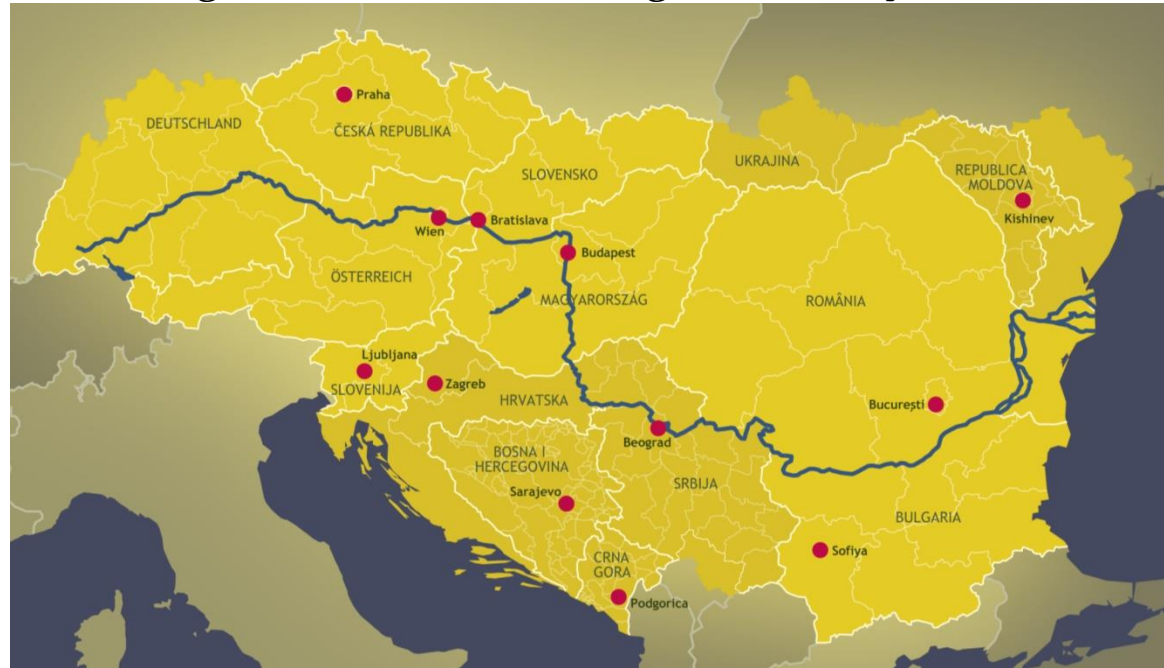 Praha
DEUTSCHLAND
ČESKÁ REPUBLIKA
UKRAJINA
SLOVENSKO
REPUBLICA
MOLDOVA
Kishinev
Wien
Bratislava
Budapest
ÖSTERREICH
MAGYARORSZÁG
ROMÂNIA
Ljubljana
SLOVENIJA
Zagreb
HRVATSKA
București
Beograd
BOSNA I
HERCEGOVINA
Sarajevo
SRBIJA
BULGARIA
Sofiya
CRNA
GORA
Podgorica